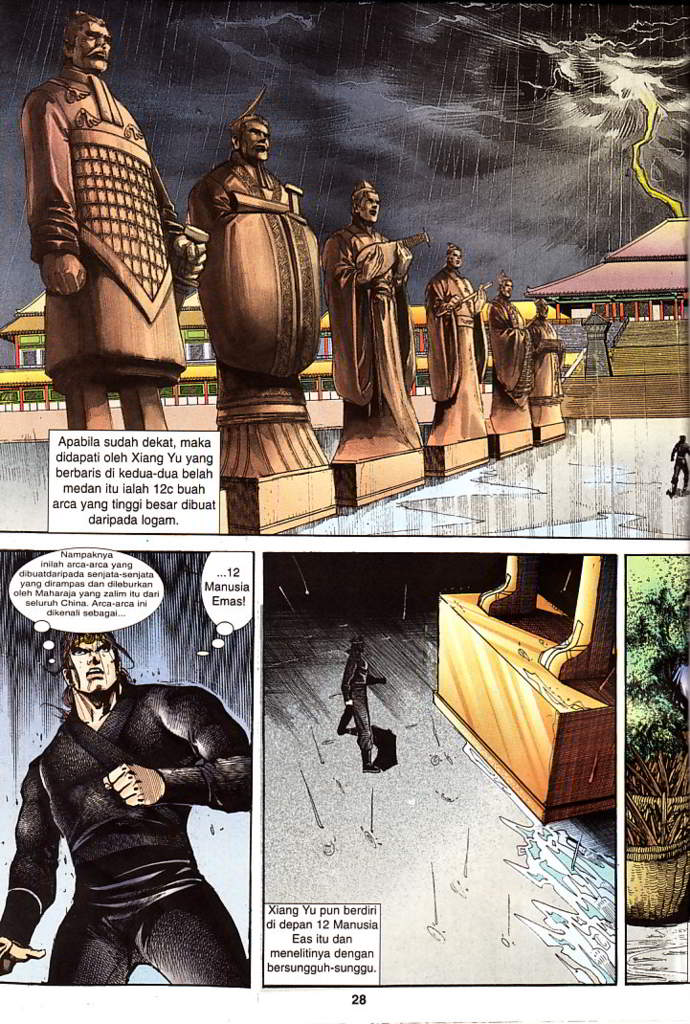 Apabila sudah dekat, maka
didapati oleh Xiang Yu yang
berbaris di kedua-dua belah
medan itu ialah 12c buah
arca yang tinggi besar dibuat
daripada logam.
Nampaknya
inilah arca-arca yang
dibuatdaripada senjata-senjata
yang dirampas dan dileburkan
oleh Maharaja yang zalim itu dari
seluruh China. Arca-arca ini
dikenali sebagai...
...12
Manusia
Emas!
Xiang Yu pun berdiri
di depan 12 Manusia
Eas itu dan
menelitinya dengan
bersungguh-sunggu.
28